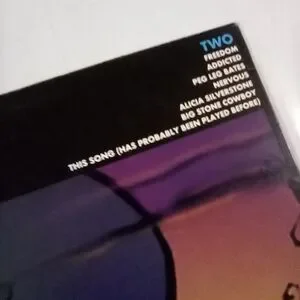 TWO
FREEDOM
ADDICTED
PEG LEG BATES
NERVOUS
ALICIA SILVERSTONE
BIG STONE COWBOY
THIS SONG (HAS PROBABLY BEEN PLAYED BEFORE)